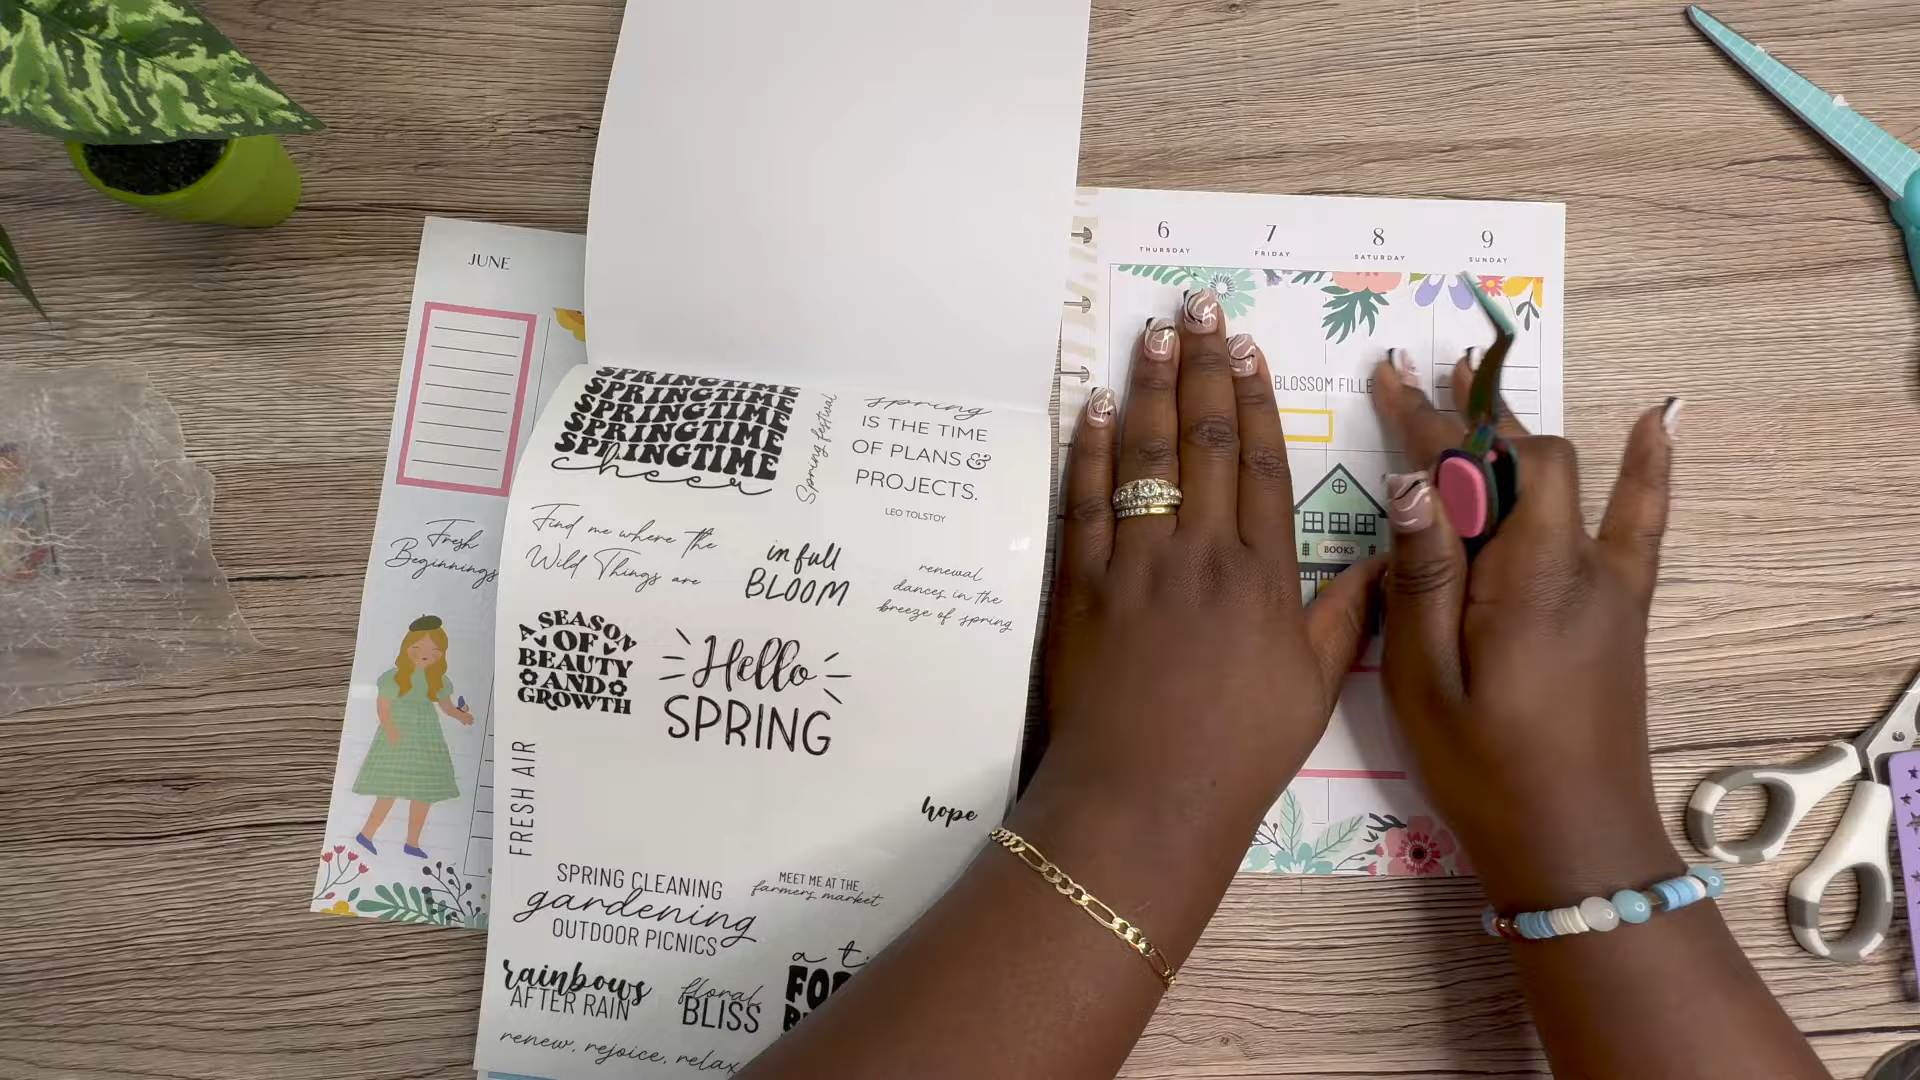 JUNE
Fresh
Beginnings
SPRINGTIME
SPRINGTIME
SPRINGTIME
SPRINGTIME
SPRINGTIME
cheer
Spring festival
spring
IS THE TIME
OF PLANS &
PROJECTS.
LEO TOLSTOY
Find me where the
Wild Things are
in full
BLOOM
renewal
dances in the
breeze of spring
A SEASON
OF
BEAUTY
AND
GROWTH
Hello
SPRING
FRESH AIR
hope
SPRING CLEANING
gardening
OUTDOOR PICNICS
MEET ME AT THE
farmers market
rainbows
AFTER RAIN
floral
BLISS
a
renew, rejoice, relax
6 7 8 9
THURSDAY FRIDAY SATURDAY SUNDAY
BLOSSOM
BOOKS